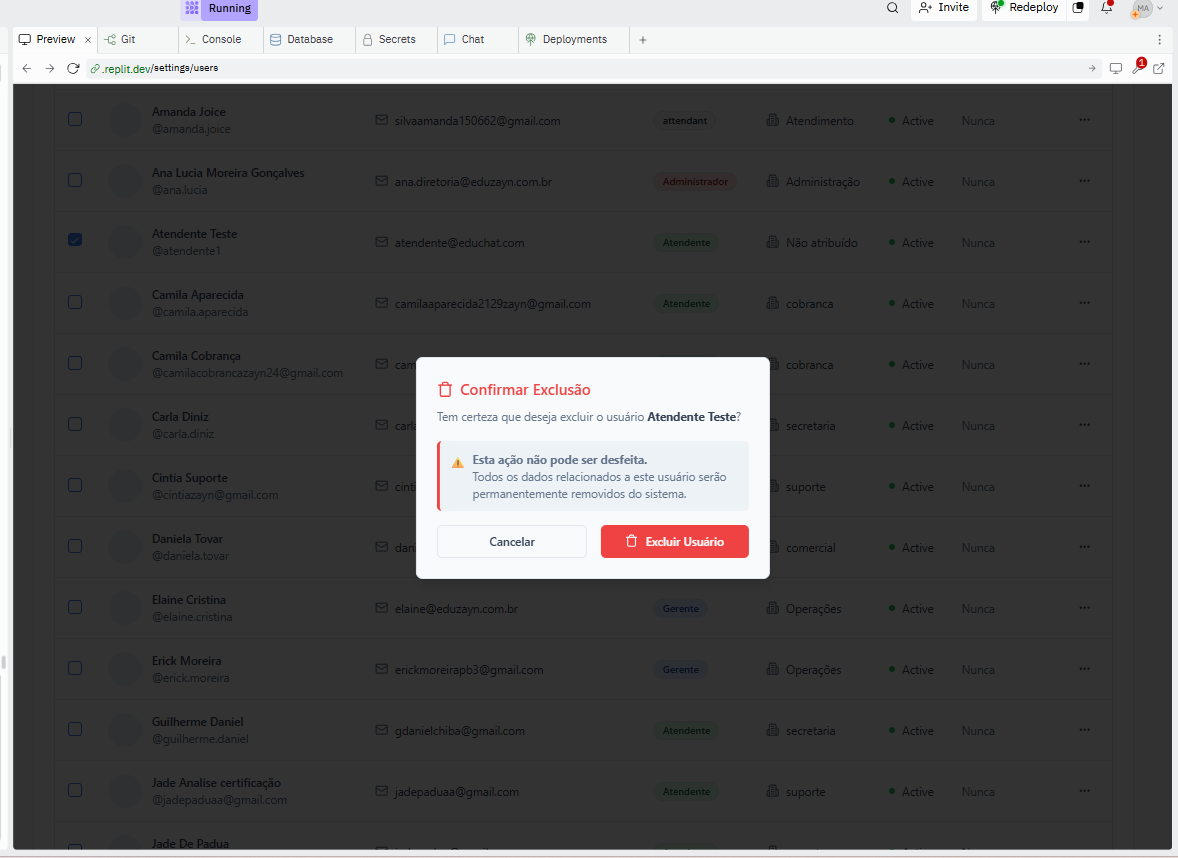 Running
Invite
Redeploy
MA
Preview
Git
Console
Database
Secrets
Chat
Deployments
.replit.dev/settings/users
1
Amanda Joice
@amanda.joice
silvaamanda150662@gmail.com
attendant
Atendimento
Active
Nunca
Ana Lucia Moreira Gonçalves
@ana.lucia
ana.diretoria@eduzayn.com.br
Administrador
Administração
Active
Nunca
Atendente Teste
@atendente1
atendente@educhat.com
Atendente
Não atribuído
Active
Nunca
Camila Aparecida
@camila.aparecida
camilaaparecida2129zayn@gmail.com
Atendente
cobranca
Active
Nunca
Camila Cobrança
@camilacobrancazayn24@gmail.com
cam
cobranca
Active
Nunca
Carla Diniz
@carla.diniz
carla
secretaria
Active
Nunca
Cintia Suporte
@cintiazayn@gmail.com
cinti
suporte
Active
Nunca
Daniela Tovar
@daniela.tovar
dani
comercial
Active
Nunca
Confirmar Exclusão
Tem certeza que deseja excluir o usuário Atendente Teste?
Esta ação não pode ser desfeita.
Todos os dados relacionados a este usuário serão
permanentemente removidos do sistema.
Cancelar
Excluir Usuário
Elaine Cristina
@elaine.cristina
elaine@eduzayn.com.br
Gerente
Operações
Active
Nunca
Erick Moreira
@erick.moreira
erickmoreirapb3@gmail.com
Gerente
Operações
Active
Nunca
Guilherme Daniel
@guilherme.daniel
gdanielchiba@gmail.com
Atendente
secretaria
Active
Nunca
Jade Analise certificação
@jadepaduaa@gmail.com
jadepaduaa@gmail.com
Atendente
suporte
Active
Nunca
Jade De Padua